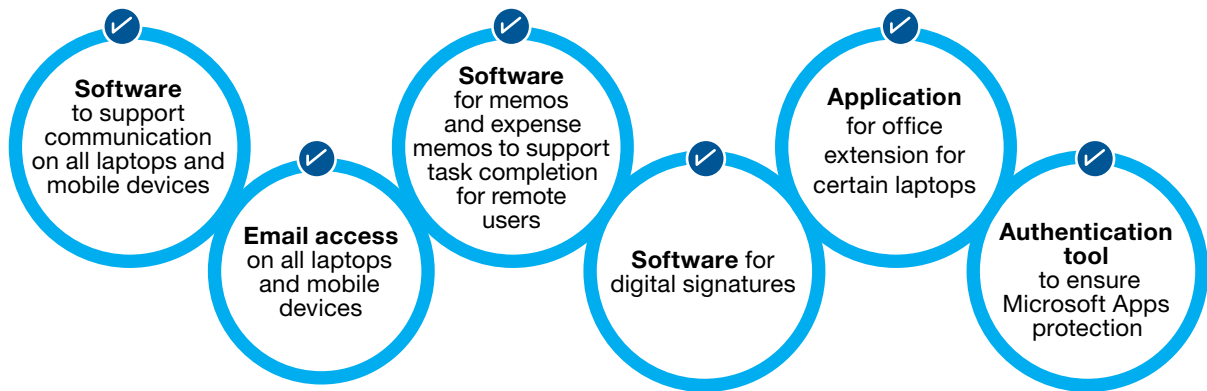 Software
to support
communication
on all laptops and
mobile devices
Email access
on all laptops
and mobile
devices
Software
for memos
and expense
memos to support
task completion
for remote
users
Software for
digital signatures
Application
for office
extension for
certain laptops
Authentication
tool
to ensure
Microsoft Apps
protection